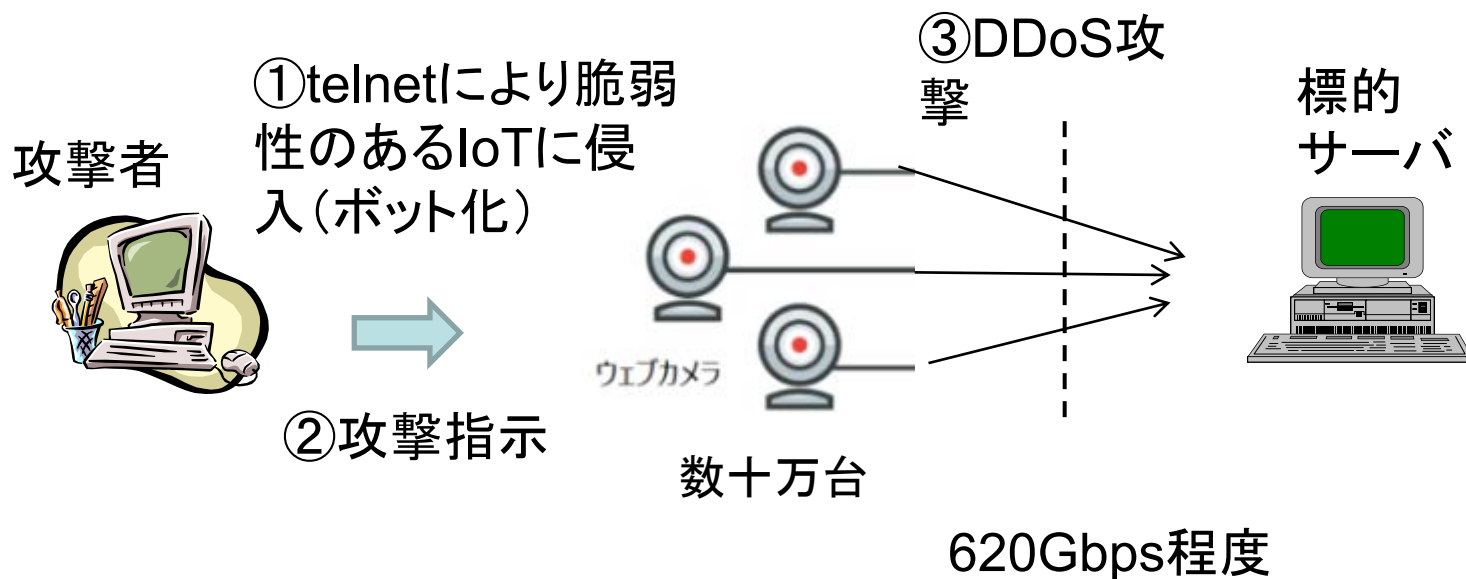 攻撃者
①telnetにより脆弱
性のあるIoTに侵
入（ボット化）
②攻撃指示
ウェブカメラ
数十万台
③DDoS攻
撃
標的
サーバ
620Gbps程度